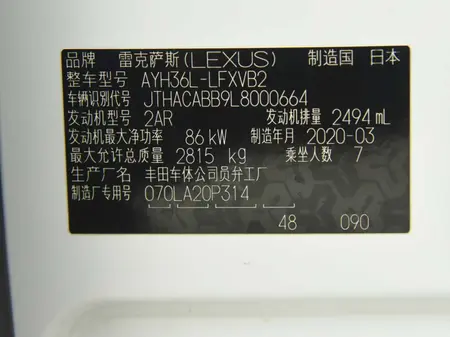 品牌 雷克萨斯(LEXUS) 制造国 日本
整车型号 AYH36L-LFXVB2
车辆识别代号 JTHACABB9L8000664
发动机型号 2AR 发动机排量 2494 mL
发动机最大净功率 86 kW 制造年月 2020-03
最大允许总质量 2815 kg 乘坐人数 7
生产厂名 丰田车体公司员弁工厂
制造厂专用号 070LA20P314
48 090